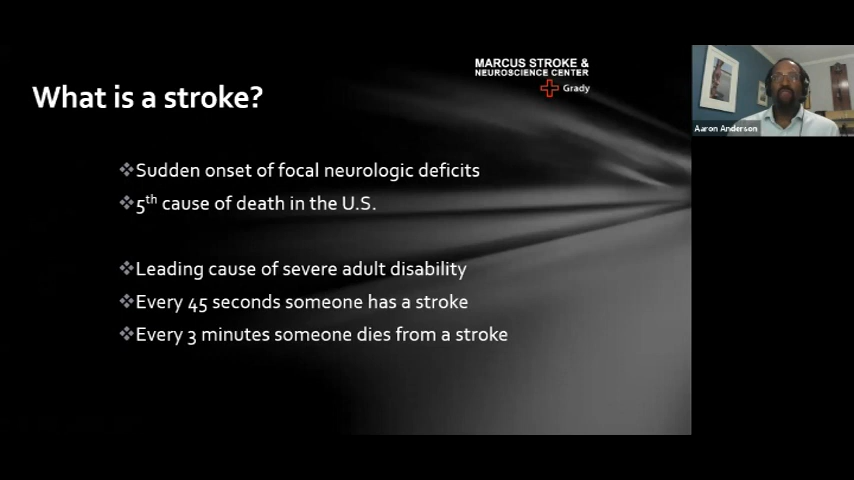 MARCUS STROKE &
NEUROSCIENCE CENTER
Grady
What is a stroke?
Aaron Anderson
❖Sudden onset of focal neurologic deficits
❖5th cause of death in the U.S.
❖Leading cause of severe adult disability
❖Every 45 seconds someone has a stroke
❖Every 3 minutes someone dies from a stroke